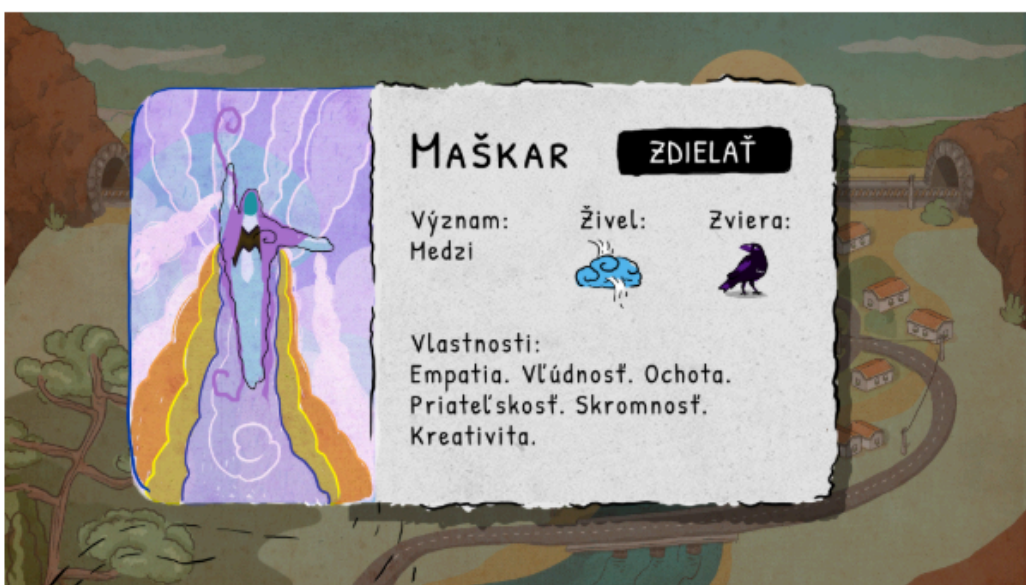 MAŠKAR
ZDIELAŤ
Význam:
Medzi
Živel:
Zviera:
Vlastnosti:
Empatia. Vľúdnosť. Ochota.
Priateľskosť. Skromnosť.
Kreativita.